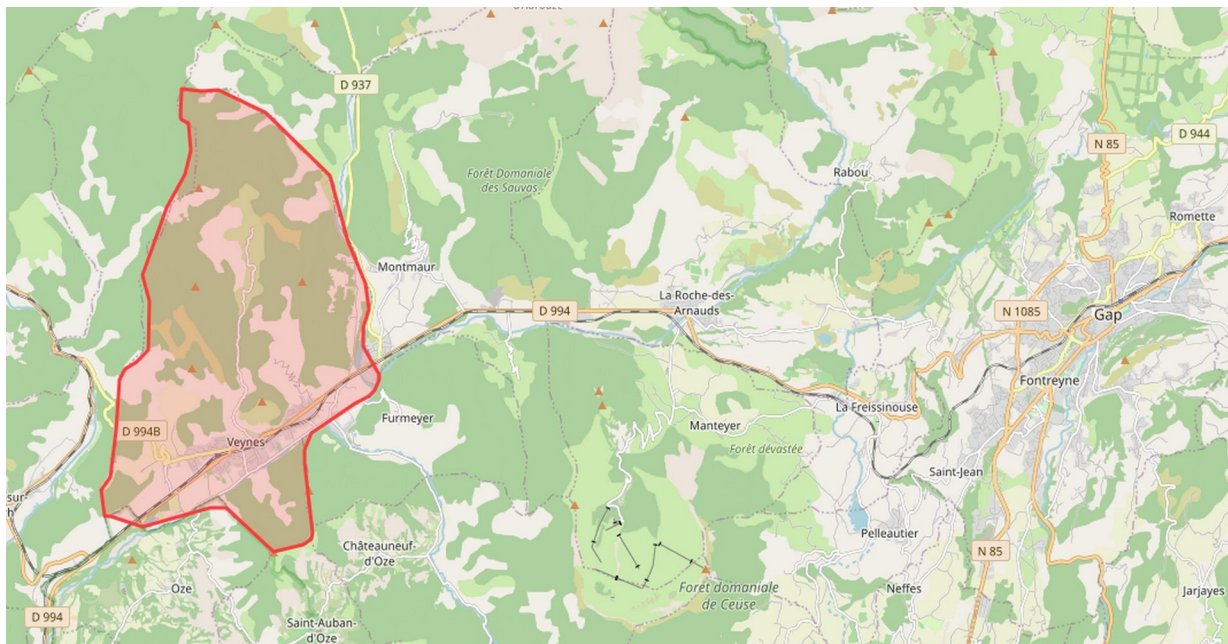 D 937
N 85
D 944
Forêt Domaniale
des Sauvas
Rabou
Romette
Montmaur
La Roche-des-
Arnauds
D 994
N 1085
Gap
Fontreyne
La Freissinouse
Furmeyer
Manteyer
D 994B
Veynes
Forêt dévastée
Saint-Jean
sur-
Pelleautier
N 85
Châteauneuf-
d'Oze
Oze
Forêt domaniale
de Ceüse
Neffes
Jarjayes
D 994
Saint-Auban-
d'Oze